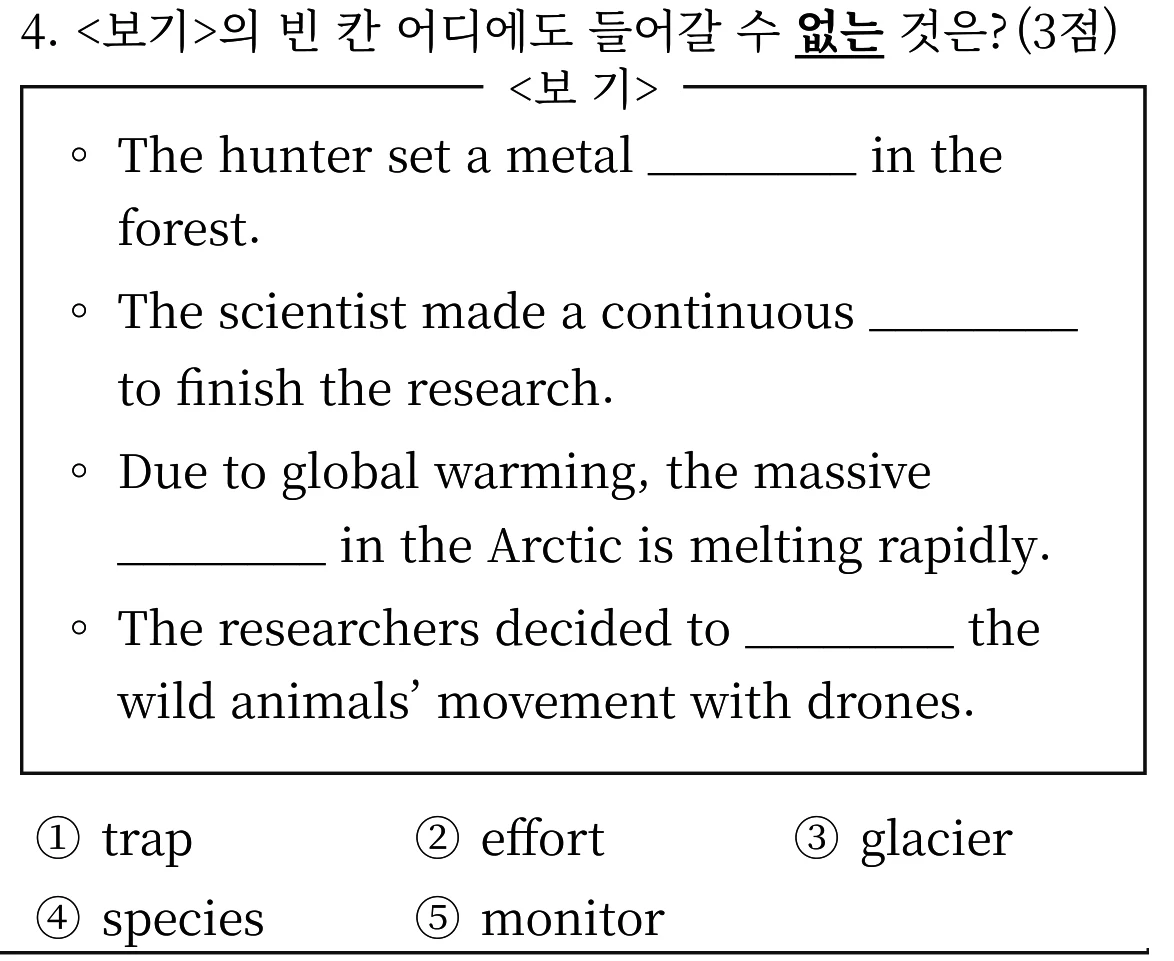 4. <보기>의 빈 칸 어디에도 들어갈 수 없는 것은?(3점)
<보 기>
◦ The hunter set a metal ________ in the
forest.
◦ The scientist made a continuous ________
to finish the research.
◦ Due to global warming, the massive
________ in the Arctic is melting rapidly.
◦ The researchers decided to ________ the
wild animals’ movement with drones.
① trap ② effort ③ glacier
④ species ⑤ monitor